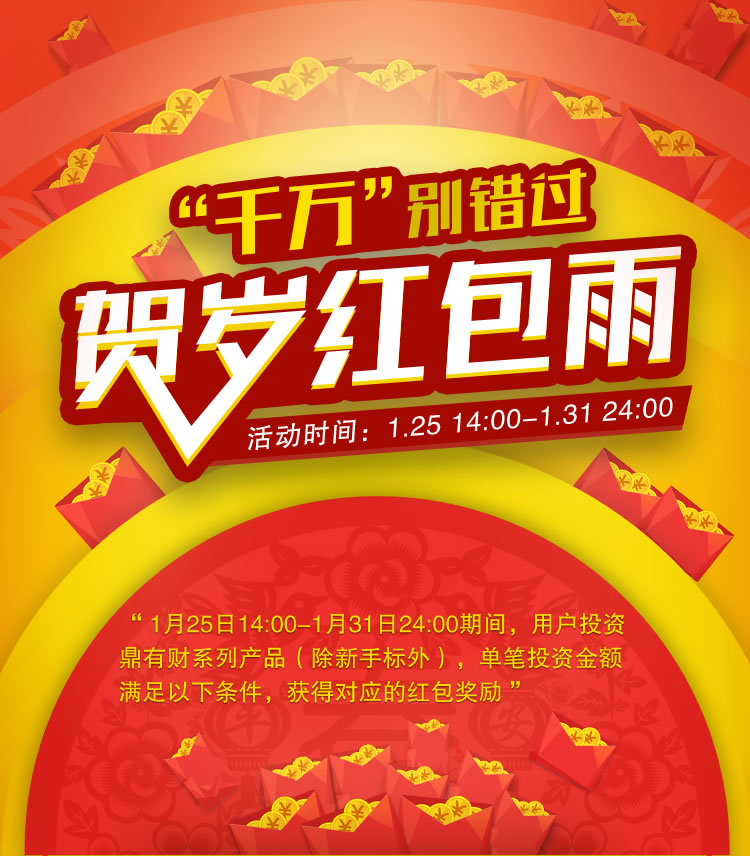 “千万”别错过
贺岁红包雨
活动时间：1.25 14:00-1.31 24:00
“ 1月25日14:00-1月31日24:00期间，用户投资
鼎有财系列产品（除新手标外），单笔投资金额
满足以下条件，获得对应的红包奖励 ”